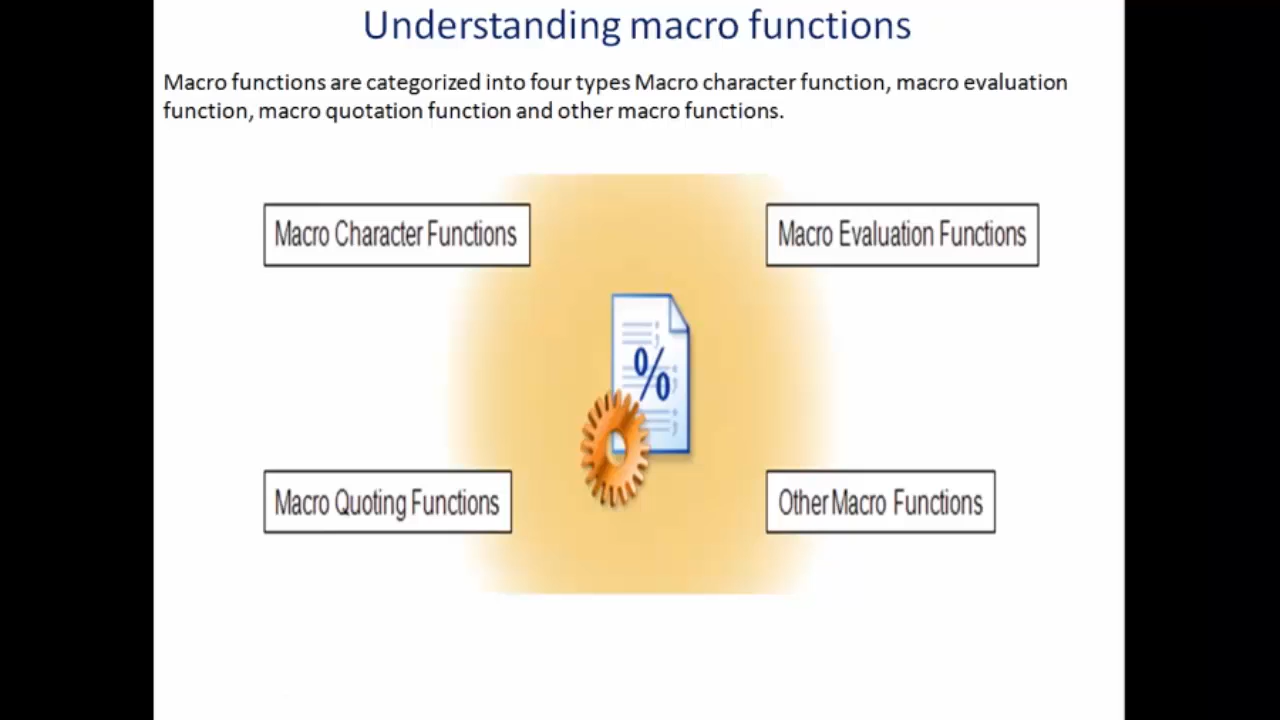 Understanding macro functions
Macro functions are categorized into four types Macro character function, macro evaluation
function, macro quotation function and other macro functions.
Macro Character Functions
Macro Evaluation Functions
%
Macro Quoting Functions
Other Macro Functions